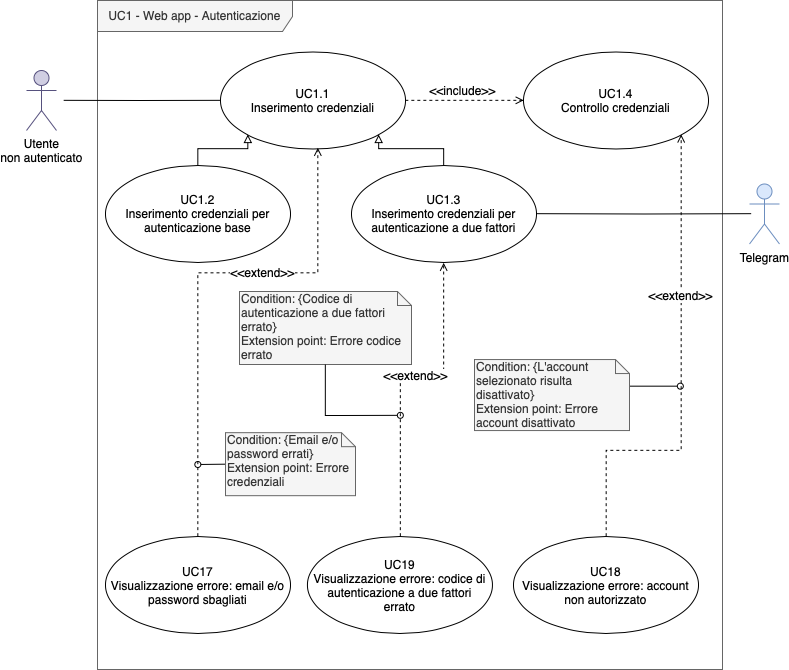 UC1 - Web app - Autenticazione
UC1.1
Inserimento credenziali
<<include>>
UC1.4
Controllo credenziali
Utente
non autenticato
UC1.2
Inserimento credenziali per
autenticazione base
UC1.3
Inserimento credenziali per
autenticazione a due fattori
Telegram
<<extend>>
Condition: {Codice di
autenticazione a due fattori
errato}
Extension point: Errore codice
errato
<<extend>>
<<extend>>
Condition: {L'account
selezionato risulta
disattivato}
Extension point: Errore
account disattivato
Condition: {Email e/o
password errati}
Extension point: Errore
credenziali
UC17
Visualizzazione errore: email e/o
password sbagliati
UC19
Visualizzazione errore: codice di
autenticazione a due fattori
errato
UC18
Visualizzazione errore: account
non autorizzato